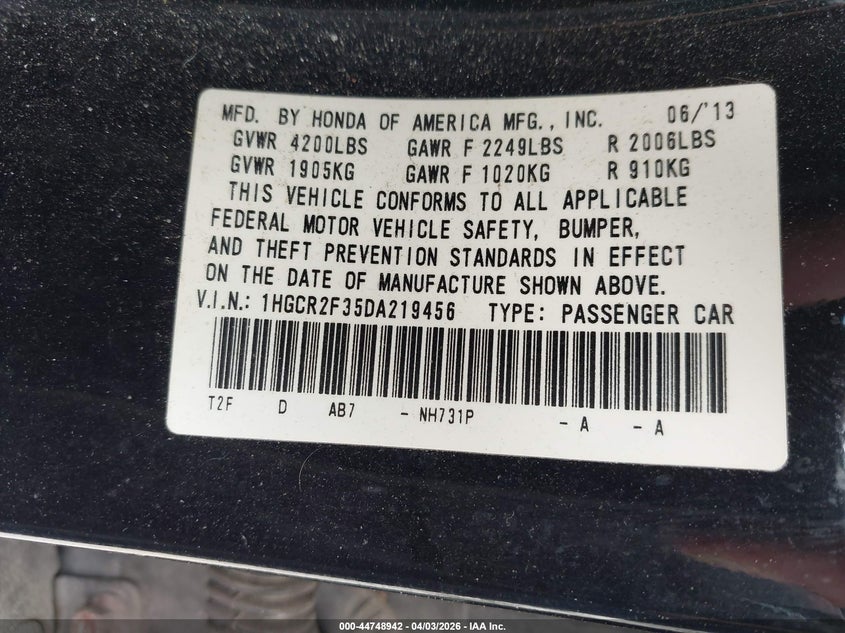 MFD. BY HONDA OF AMERICA MFG., INC. 06/'13
GVWR 4200LBS GAWR F 2249LBS R 2006LBS
GVWR 1905KG GAWR F 1020KG R 910KG
THIS VEHICLE CONFORMS TO ALL APPLICABLE
FEDERAL MOTOR VEHICLE SAFETY, BUMPER,
AND THEFT PREVENTION STANDARDS IN EFFECT
ON THE DATE OF MANUFACTURE SHOWN ABOVE.
V.I.N.: 1HGCR2F35DA219456 TYPE: PASSENGER CAR
T2F D AB7 - NH731P - A - A
000-44748942 - 04/03/2026 - IAA Inc.